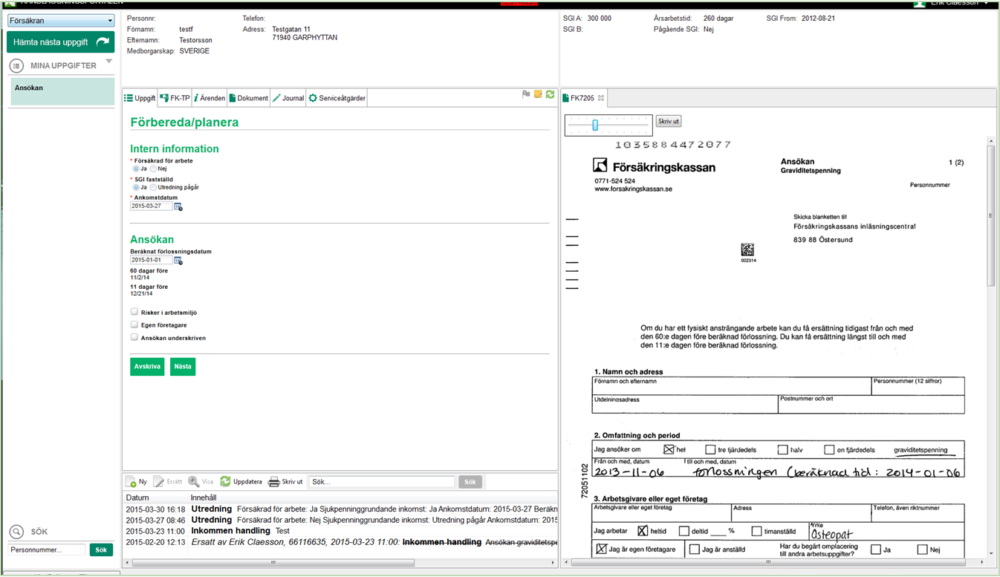 Erik Claesson
Försäkran
Hämta nästa uppgift
MINA UPPGIFTER
Ansökan
SÖK
Personnummer...
Sök
Personnr:
Förnamn: testf
Efternamn: Testorsson
Medborgarskap: SVERIGE
Telefon:
Adress: Testgatan 11
71940 GARPHYTTAN
SGI A: 300 000
SGI B:
Årsarbetstid: 260 dagar
Pågående SGI: Nej
SGI From: 2012-08-21
Uppgift FK-TP Ärenden Dokument Journal Serviceåtgärder
Förbereda/planera
Intern information
* Försäkrad för arbete
Ja Nej
* SGI fastställd
Ja Utredning pågår
* Ankomstdatum
2015-03-27
Ansökan
Beräknat förlossningsdatum
2015-01-01
60 dagar före
11/2/14
11 dagar före
12/21/14
Risker i arbetsmiljö
Egen företagare
Ansökan underskriven
Avskriva Nästa
Ny Ersätt Visa Uppdatera Skriv ut Sök... Sök
Datum Innehåll
2015-03-30 16:18 Utredning Försäkrad för arbete: Ja Sjukpenninggrundande inkomst: Ja Ankomstdatum: 2015-03-27 Beräkn
2015-03-27 08:46 Utredning Försäkrad för arbete: Nej Sjukpenninggrundande inkomst: Utredning pågår Ankomstdatum: 201
2015-03-23 11:00 Inkommen handling Test
2015-02-20 12:13 Ersatt av Erik Claesson, 66116635, 2015-03-23 11:00: Inkommen handling Ansökan graviditetspe
FK7205
Skriv ut
1035884472077
Försäkringskassan
0771-524 524
www.forsakringskassan.se
Ansökan
Graviditetspenning
1 (2)
Personnummer
Skicka blanketten till
Försäkringskassans inläsningscentral
839 88 Östersund
002314
Om du har ett fysiskt ansträngande arbete kan du få ersättning tidigast från och med
den 60:e dagen före beräknad förlossning. Du kan få ersättning längst till och med
den 11:e dagen före beräknad förlossning.
1. Namn och adress
Förnamn och efternamn Personnummer (12 siffror)
Utdelningsadress Postnummer och ort
2. Omfattning och period
Jag ansöker om hel tre fjärdedels halv en fjärdedels graviditetspenning
Från och med, datum till och med, datum
2013-11-06 förlossningen (beräknad tid: 2014-01-06
72051102
3. Arbetsgivare eller eget företag
Arbetsgivare eller eget företag Adress Telefon, även riktnummer
Jag arbetar heltid deltid % timanställd Yrke
Osteopat
Jag är egen företagare Jag är anställd Har du begärt omplacering
till andra arbetsuppgifter? Ja Nej